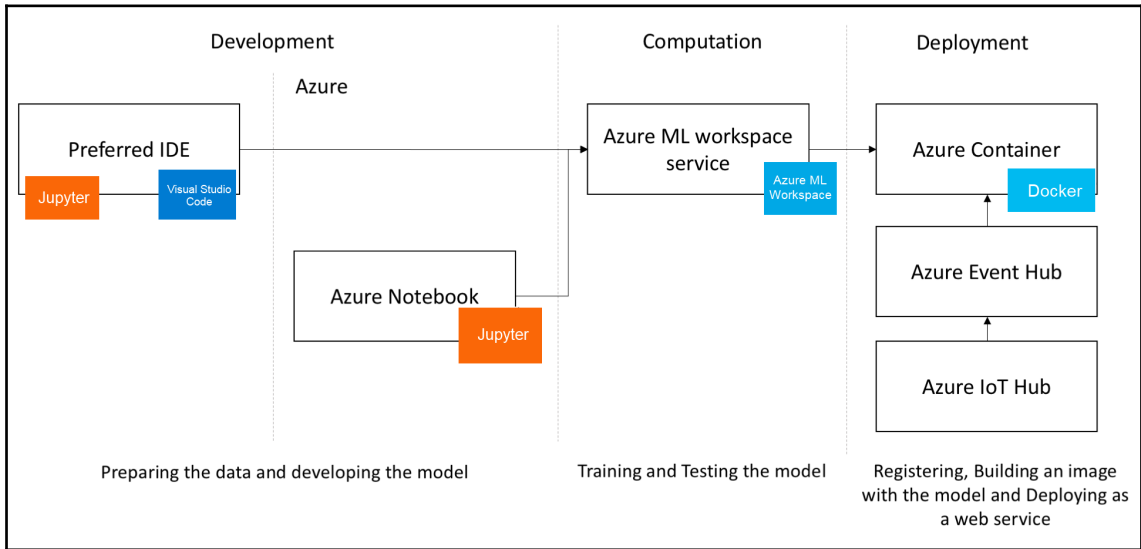 Development
Computation
Deployment
Azure
Preferred IDE
Jupyter
Visual Studio
Code
Azure ML workspace
service
Azure ML
Workspace
Azure Container
Docker
Azure Notebook
Jupyter
Azure Event Hub
Azure IoT Hub
Preparing the data and developing the model
Training and Testing the model
Registering, Building an image
with the model and Deploying as
a web service